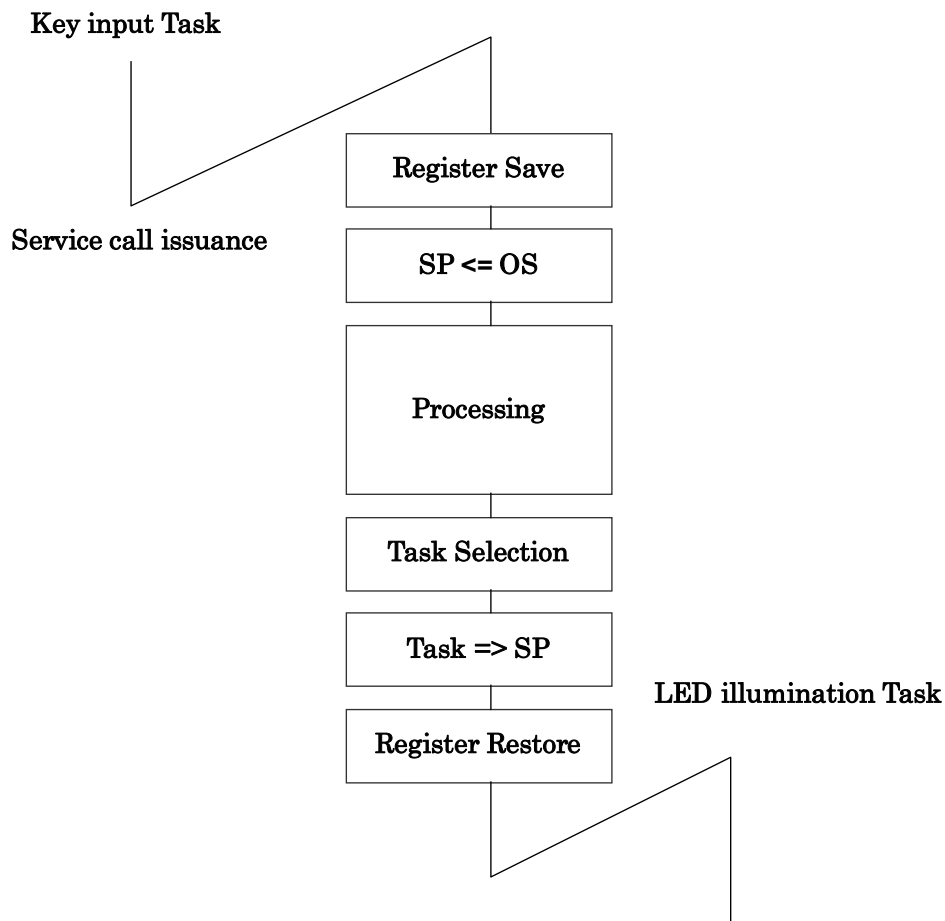 Key input Task
Register Save
Service call issuance
SP <= OS
Processing
Task Selection
Task => SP
LED illumination Task
Register Restore